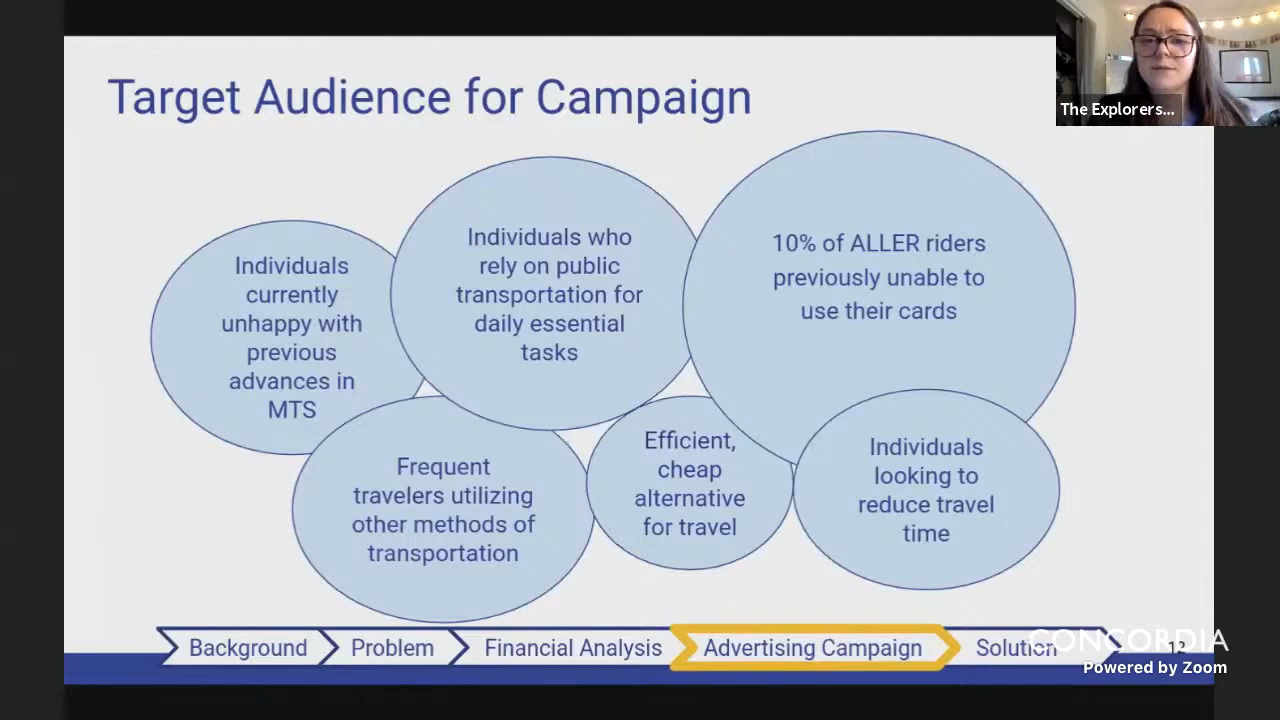 Target Audience for Campaign
The Explorers...
Individuals
currently
unhappy with
previous
advances in
MTS
Individuals who
rely on public
transportation for
daily essential
tasks
10% of ALLER riders
previously unable to
use their cards
Frequent
travelers utilizing
other methods of
transportation
Efficient,
cheap
alternative
for travel
Individuals
looking to
reduce travel
time
Background
Problem
Financial Analysis
Advertising Campaign
Solution
12
CONCORDIA
Powered by Zoom